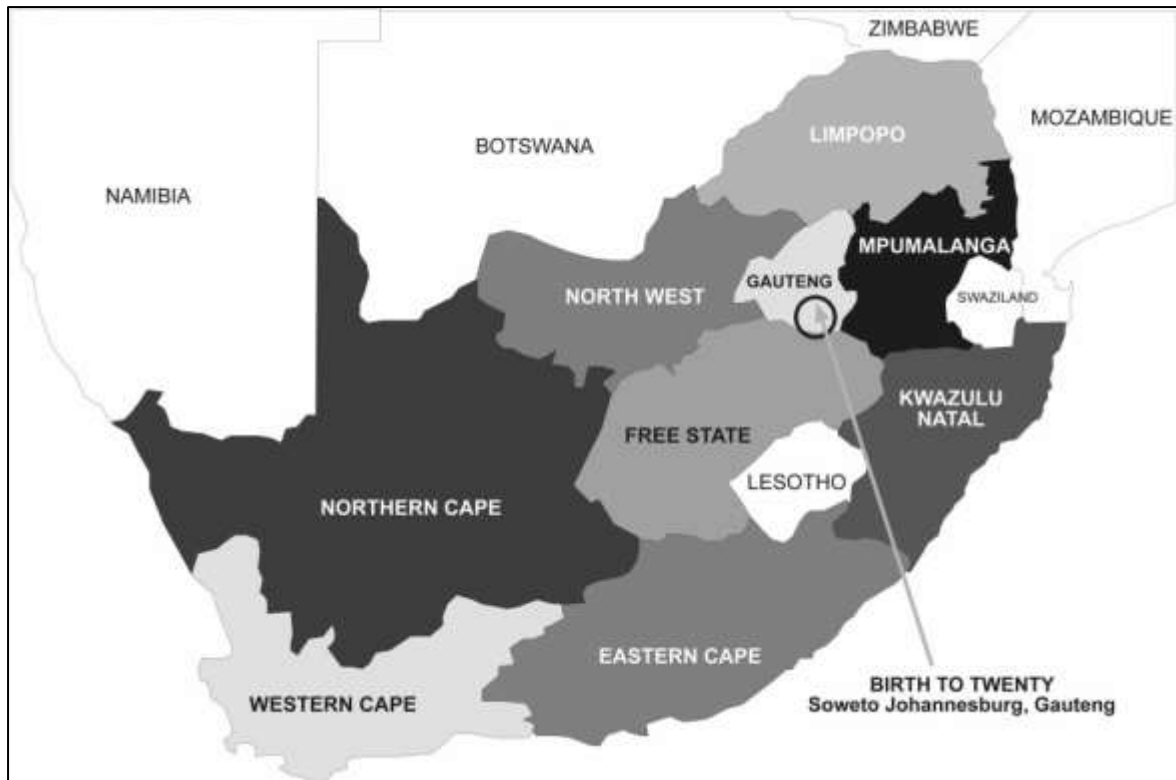 ZIMBABWE
MOZAMBIQUE
LIMPOPO
BOTSWANA
NAMIBIA
MPUMALANGA
GAUTENG
NORTH WEST
SWAZILAND
KWAZULU
NATAL
FREE STATE
LESOTHO
NORTHERN CAPE
EASTERN CAPE
WESTERN CAPE
BIRTH TO TWENTY
Soweto Johannesburg, Gauteng